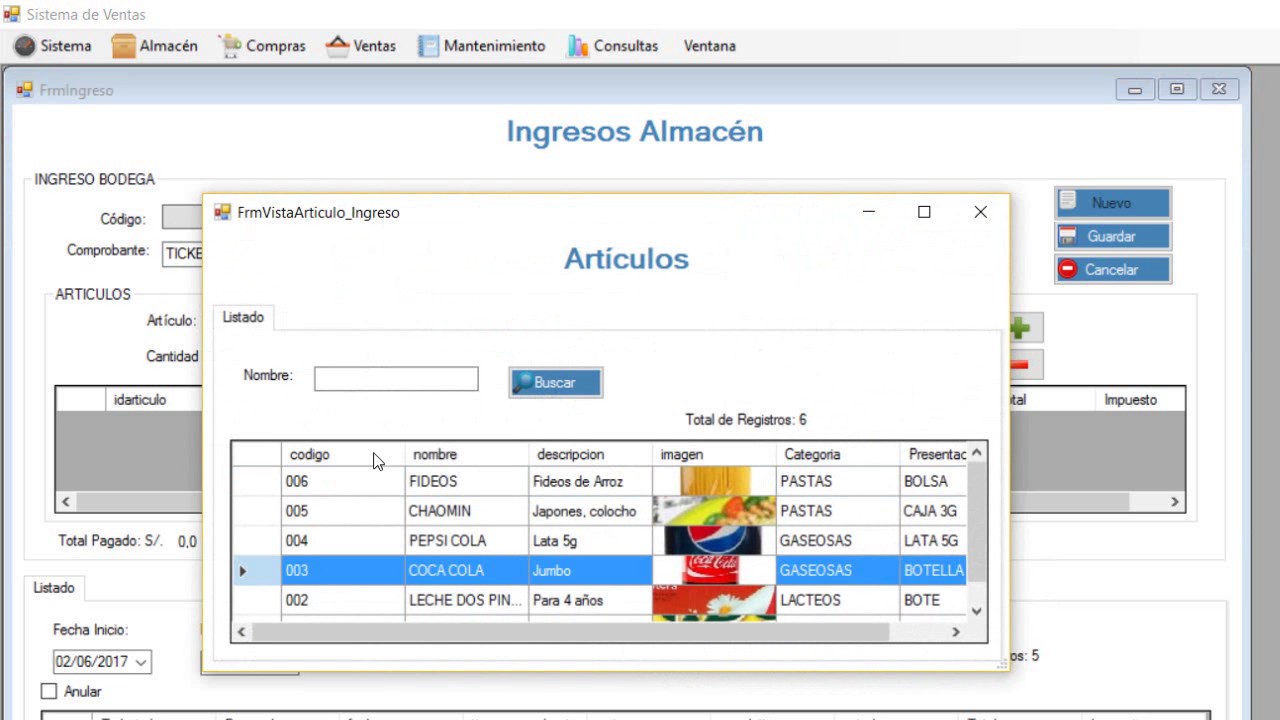 Sistema de Ventas
Sistema Almacén Compras Ventas Mantenimiento Consultas Ventana
FrmIngreso
Ingresos Almacén
INGRESO BODEGA
Código:
Comprobante: TICKE
Nuevo
Guardar
Cancelar
ARTICULOS
Artículo:
Cantidad
idarticulo
Impuesto
Total Pagado: S/. 0,0
Listado
Fecha Inicio:
02/06/2017
Anular
os: 5
FrmVistaArticulo_Ingreso
Artículos
Listado
Nombre: Buscar
Total de Registros: 6
codigo nombre descripcion imagen Categoria Presentac
006 FIDEOS Fideos de Arroz PASTAS BOLSA
005 CHAOMIN Japones, colocho PASTAS CAJA 3G
004 PEPSI COLA Lata 5g GASEOSAS LATA 5G
003 COCA COLA Jumbo Coca-Cola GASEOSAS BOTELLA
002 LECHE DOS PIN... Para 4 años LACTEOS BOTE